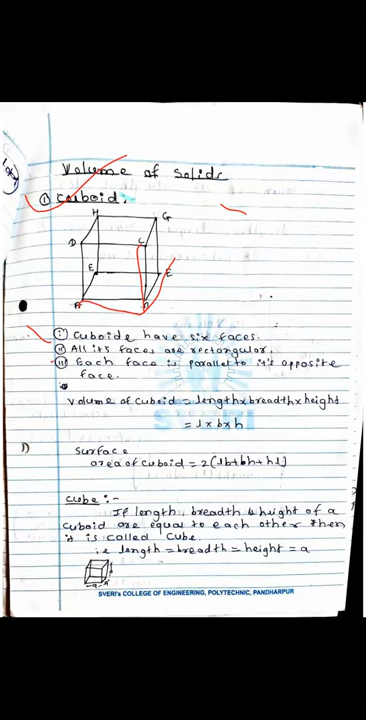 Volume of solids
① Cuboid:
H
G
D
C
E
E
A
B
i) Cuboide have six faces.
ii) All its faces are rectangular.
iii) Each face is parallel to it's opposite
face.
Volume of cuboid = length x breadth x height
= l x b x h
1)
Surface
area of cuboid = 2[lb+bh+hl]
Cube :-
If length, breadth & height of a
cuboid are equal to each other then
it is called cube.
i.e length = breadth = height = a
SVERI's COLLEGE OF ENGINEERING, POLYTECHNIC, PANDHARPUR